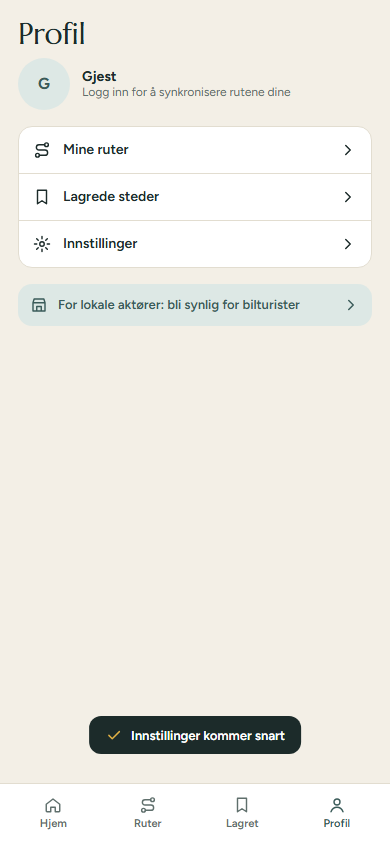 Profil
G
Gjest
Logg inn for å synkronisere rutene dine
Mine ruter
Lagrede steder
Innstillinger
For lokale aktører: bli synlig for bilturister
Innstillinger kommer snart
Hjem
Ruter
Lagret
Profil